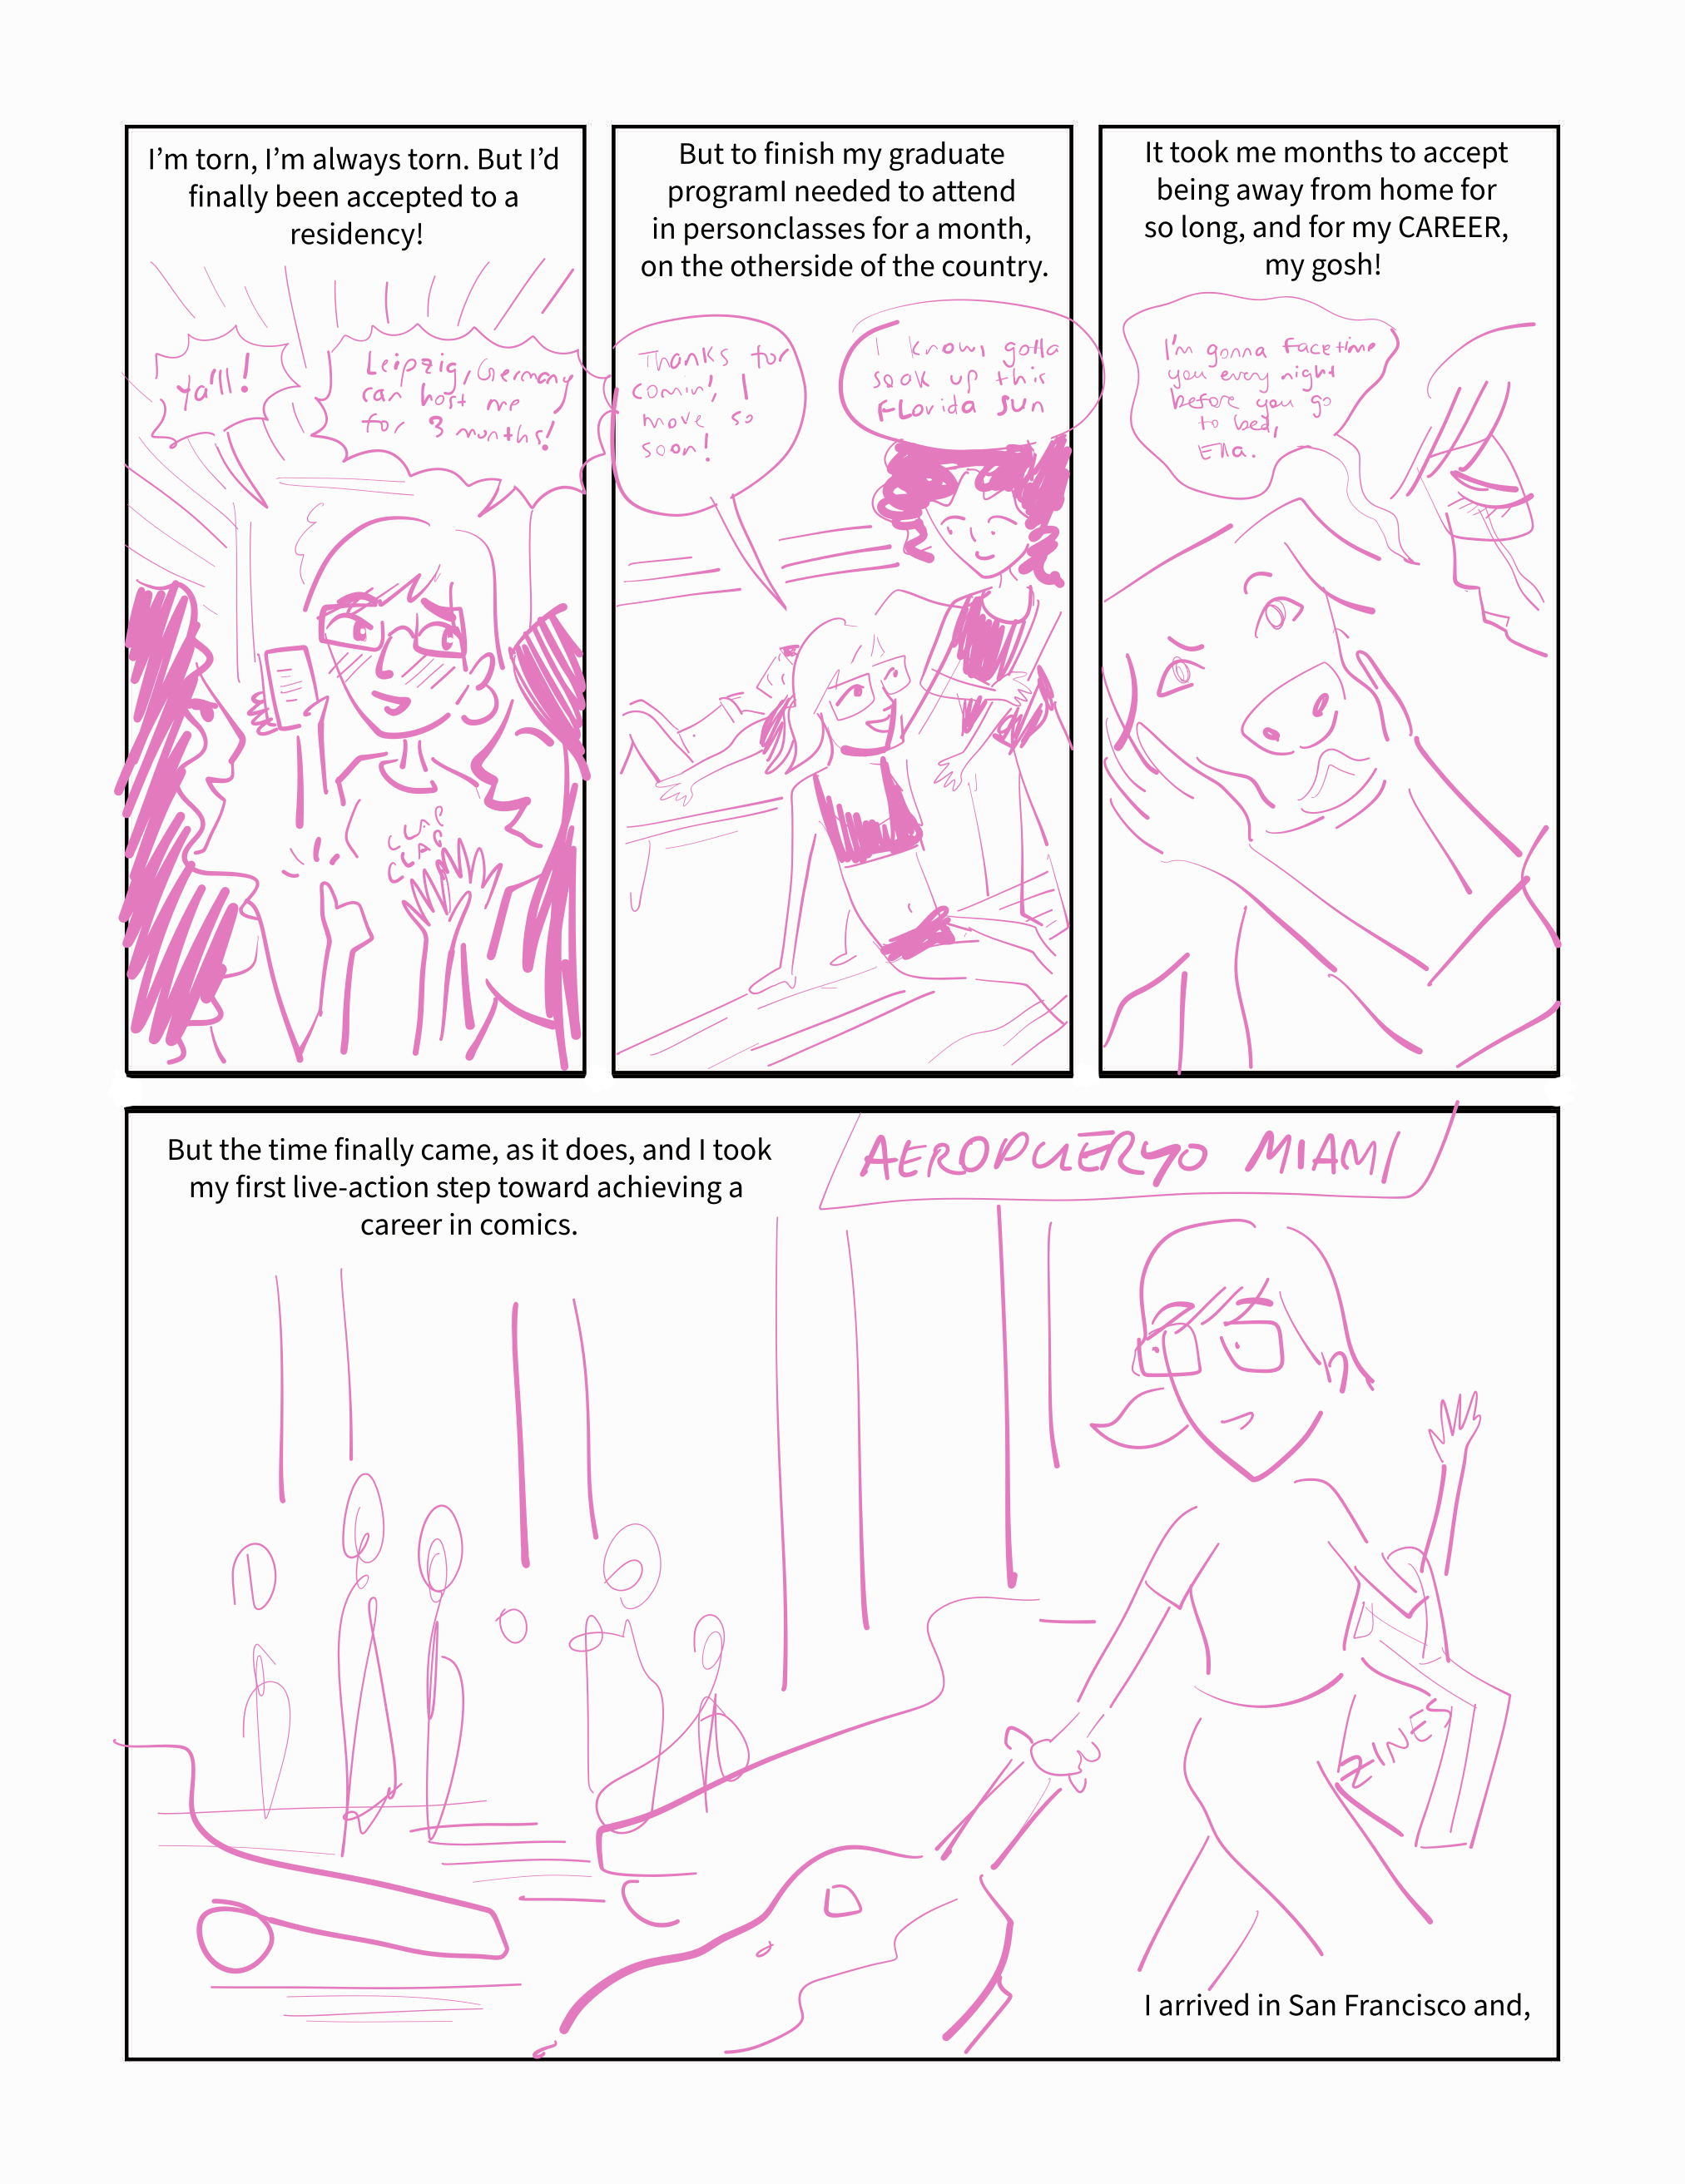 I’m torn, I’m always torn. But I’d
finally been accepted to a
residency!
ya'll!
Leipzig, Germany
can host me
for 3 months!
CLAP
CLAP
But to finish my graduate
programI needed to attend
in personclasses for a month,
on the otherside of the country.
Thanks for
comin', I
move so
soon!
I know, gotta
soak up this
FLorida sun
It took me months to accept
being away from home for
so long, and for my CAREER,
my gosh!
I'm gonna facetime
you every night
before you go
to bed,
Ella.
But the time finally came, as it does, and I took
my first live-action step toward achieving a
career in comics.
AEROPUERYO MIAMI
ZINES
I arrived in San Francisco and,